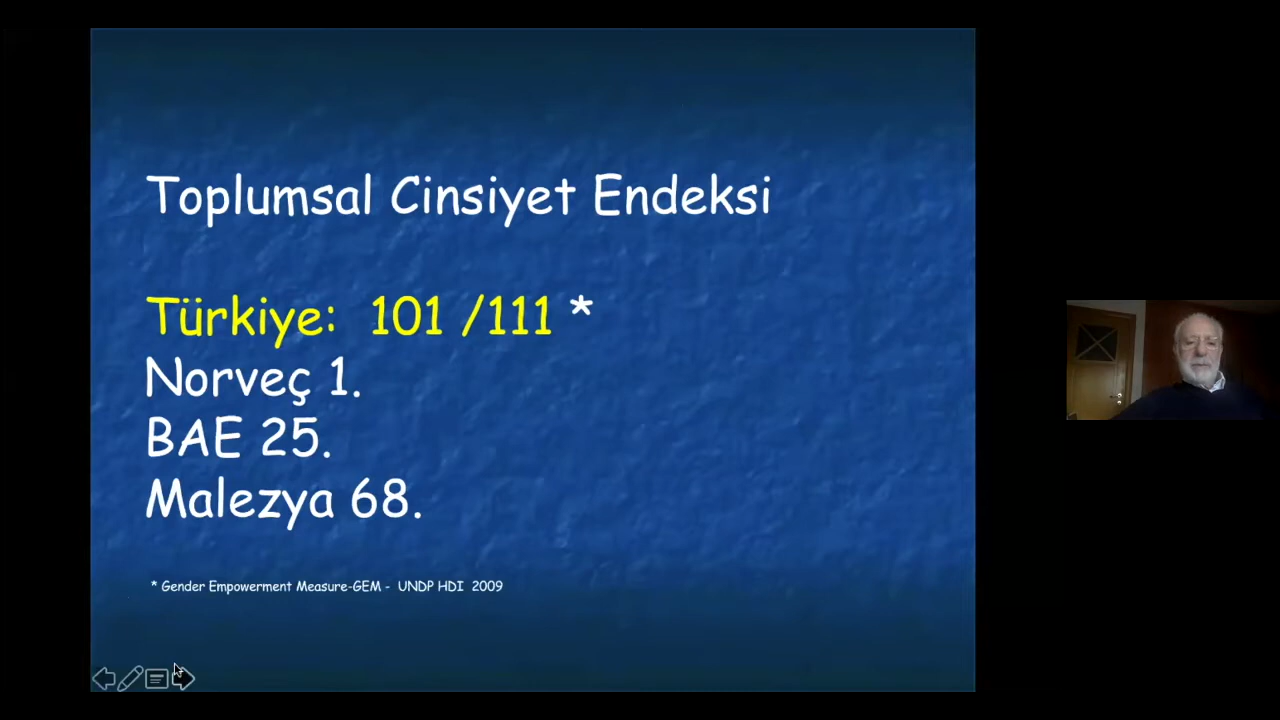 Toplumsal Cinsiyet Endeksi
Türkiye: 101 /111 *
Norveç 1.
BAE 25.
Malezya 68.
* Gender Empowerment Measure-GEM - UNDP HDI 2009